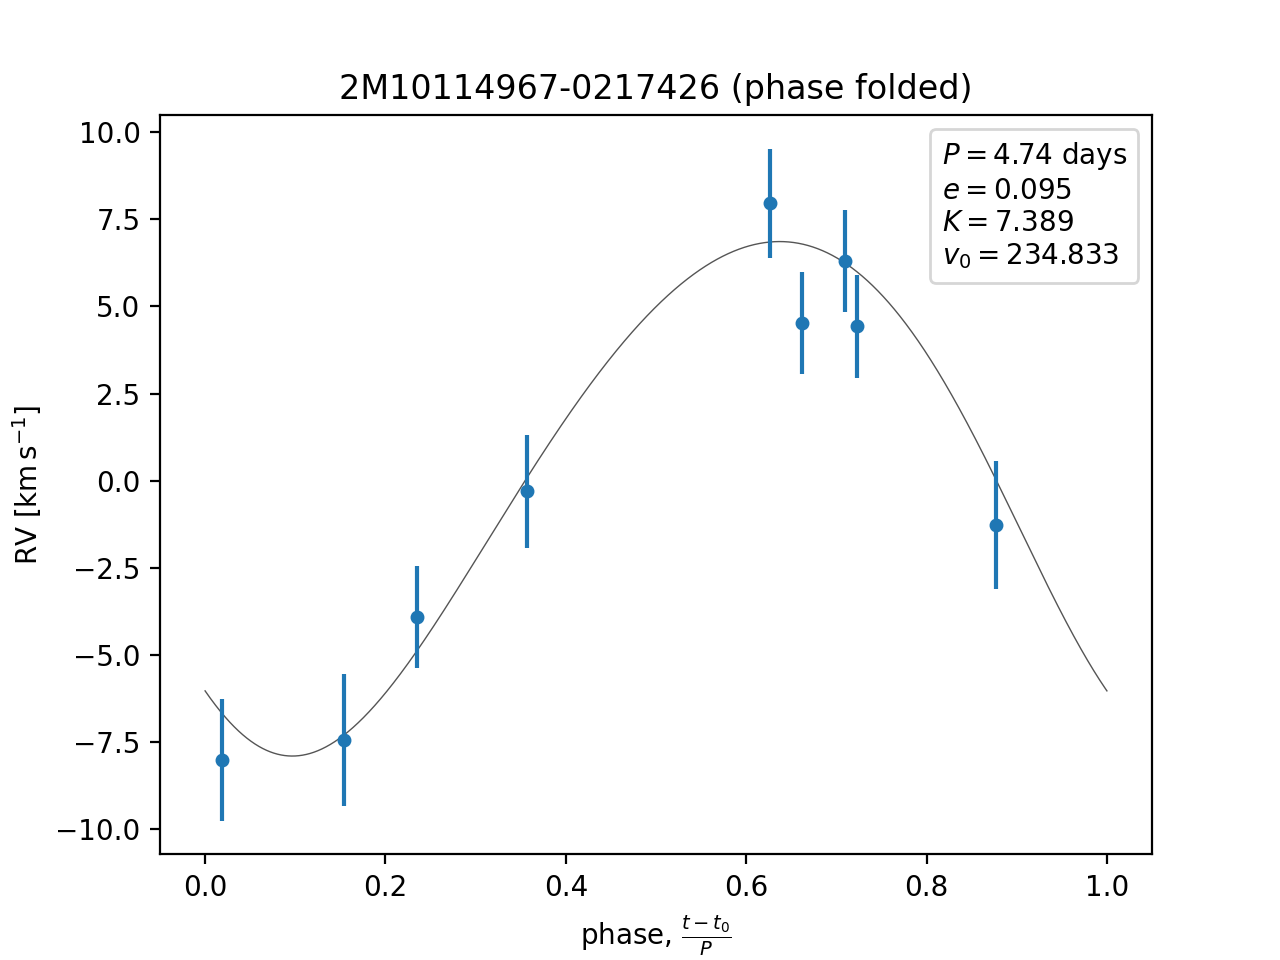 2M10114967-0217426 (phase folded)
P = 4.74 days
e = 0.095
K = 7.389
v₀ = 234.833
RV [km s⁻¹]
10.0
7.5
5.0
2.5
0.0
−2.5
−5.0
−7.5
−10.0
0.0 0.2 0.4 0.6 0.8 1.0
phase, (t − t₀)/P